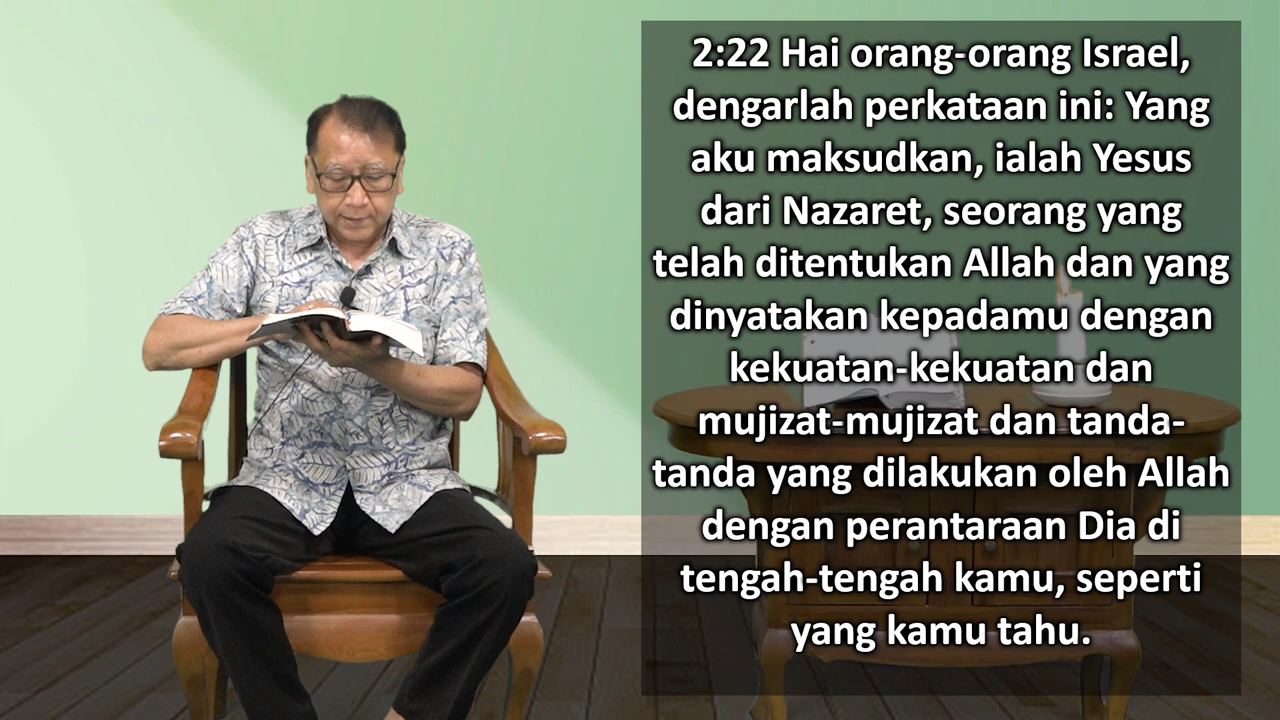 2:22 Hai orang-orang Israel,
dengarlah perkataan ini: Yang
aku maksudkan, ialah Yesus
dari Nazaret, seorang yang
telah ditentukan Allah dan yang
dinyatakan kepadamu dengan
kekuatan-kekuatan dan
mujizat-mujizat dan tanda-
tanda yang dilakukan oleh Allah
dengan perantaraan Dia di
tengah-tengah kamu, seperti
yang kamu tahu.